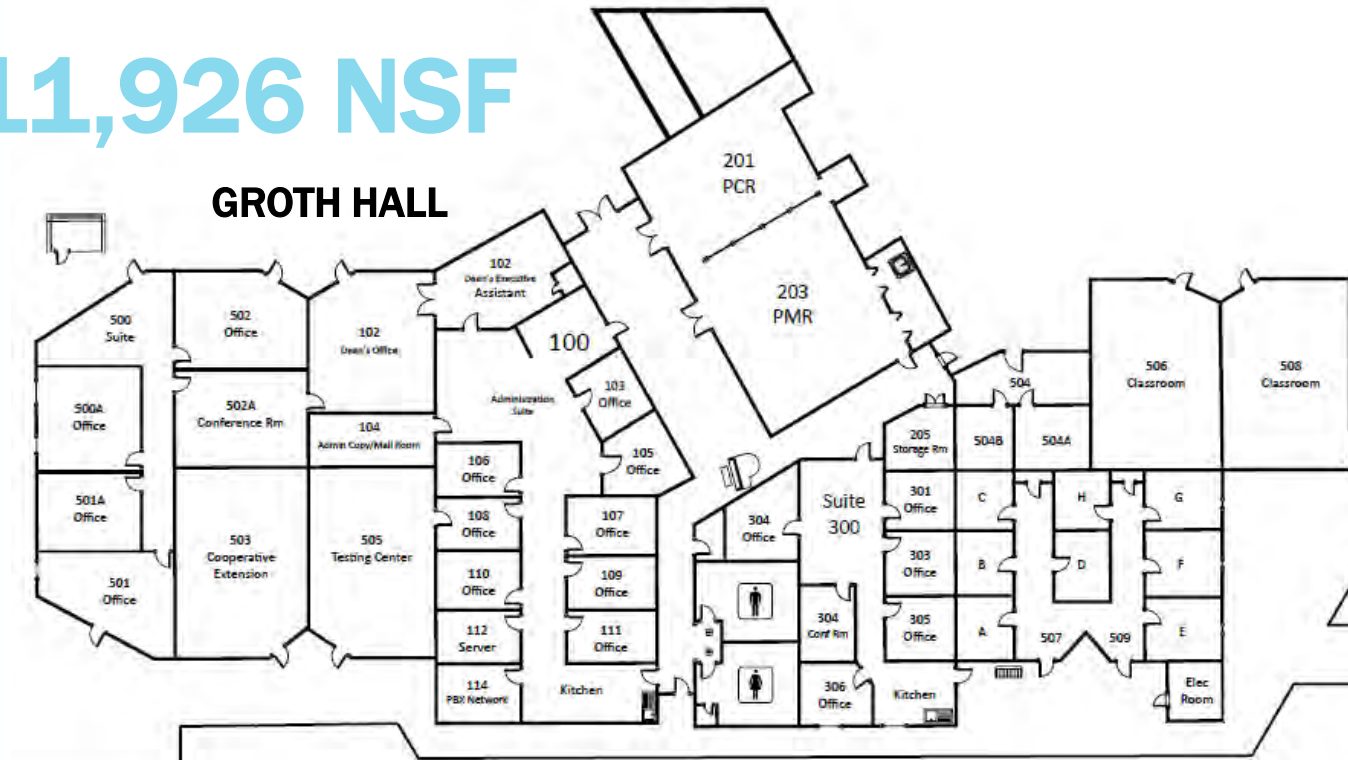 11,926 NSF
GROTH HALL
201
PCR
203
PMR
102
Dean's Executive
Assistant
100
Administration
Suite
500
Suite
502
Office
102
Dean's Office
103
Office
500A
Office
502A
Conference Rm
104
Admin Copy/Mail Room
105
Office
106
Office
501A
Office
503
Cooperative
Extension
505
Testing Center
108
Office
107
Office
501
Office
110
Office
109
Office
112
Server
111
Office
114
PBX Network
Kitchen
304
Office
Suite
300
205
Storage Rm
504
504B
504A
506
Classroom
508
Classroom
301
Office
C
H
G
303
Office
B
D
F
304
Conf Rm
305
Office
A
507
509
E
306
Office
Kitchen
Elec
Room